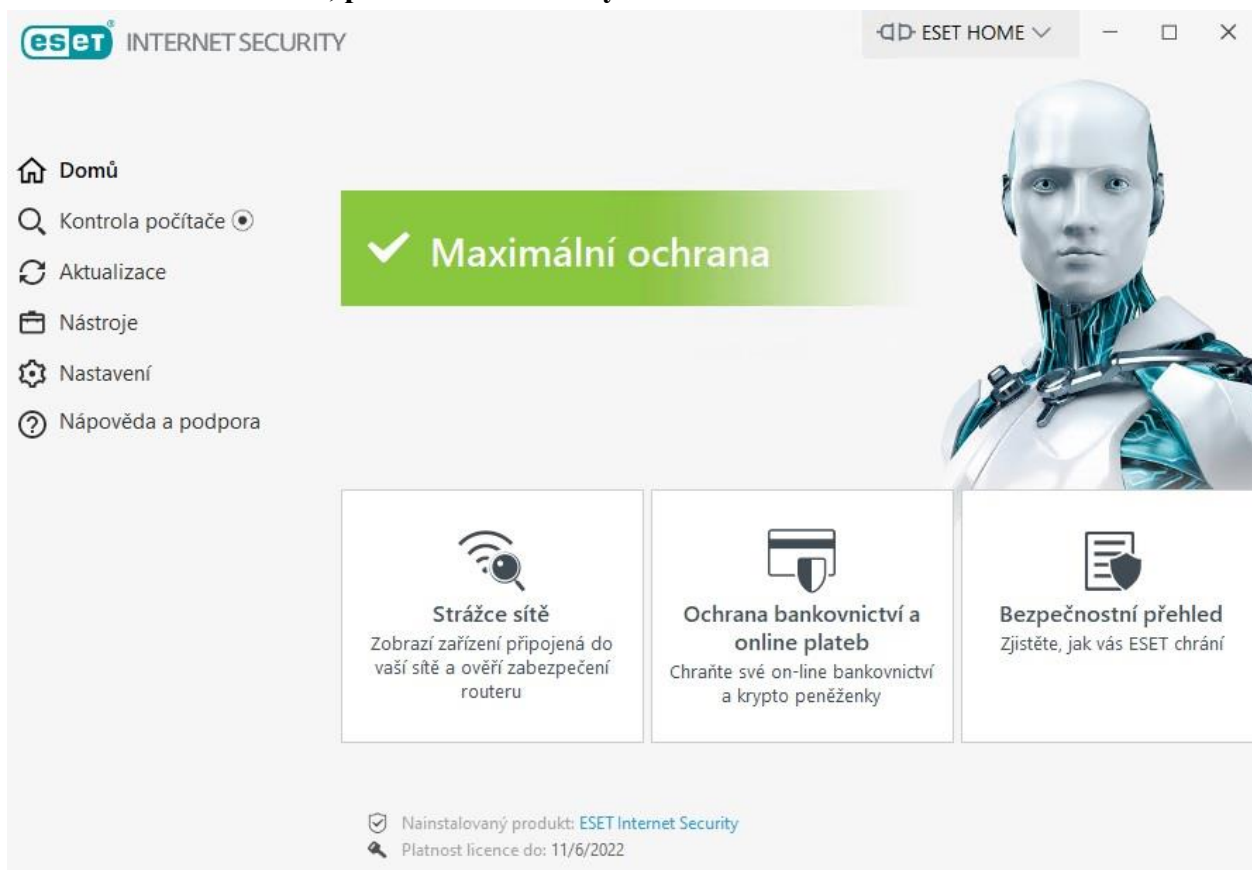 eset INTERNET SECURITY
ESET HOME
Domů
Kontrola počítače
Aktualizace
Nástroje
Nastavení
Nápověda a podpora
Maximální ochrana
Strážce sítě
Zobrazí zařízení připojená do
vaší sítě a ověří zabezpečení
routeru
Ochrana bankovnictví a
online plateb
Chraňte své on-line bankovnictví
a krypto peněženky
Bezpečnostní přehled
Zjistěte, jak vás ESET chrání
Nainstalovaný produkt: ESET Internet Security
Platnost licence do: 11/6/2022